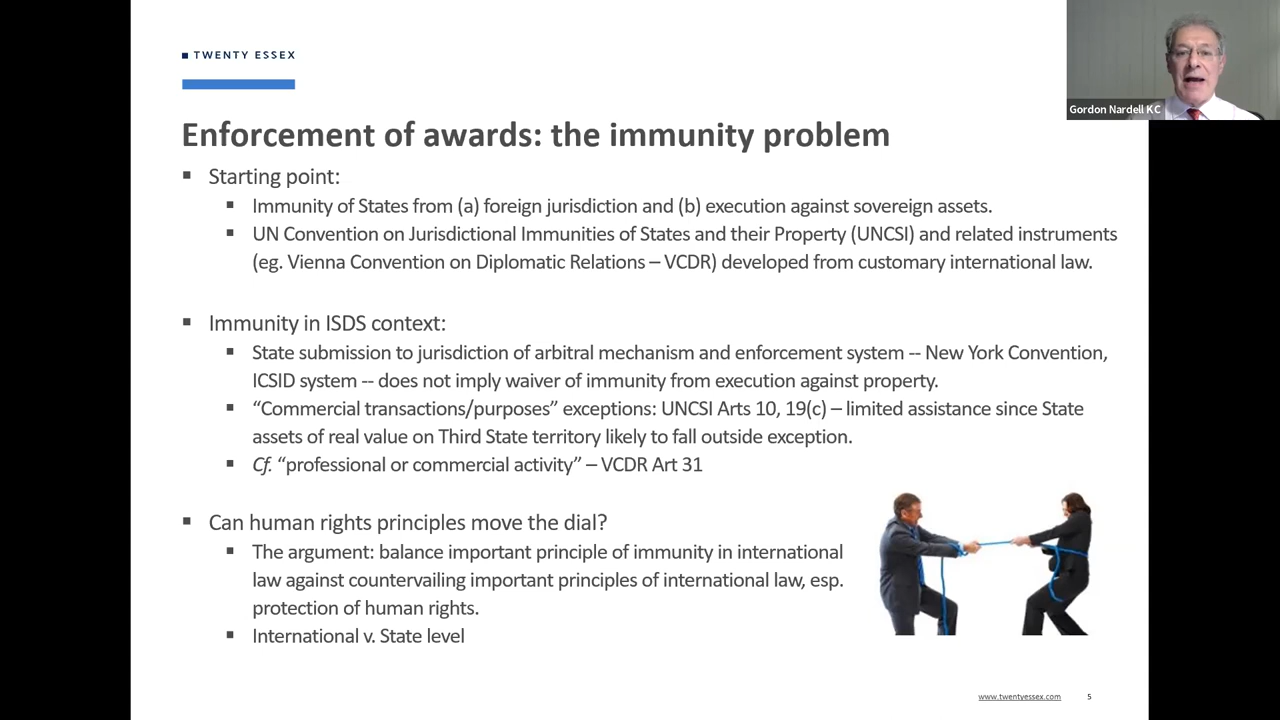 TWENTY ESSEX
Gordon Nardell KC
Enforcement of awards: the immunity problem
Starting point:
Immunity of States from (a) foreign jurisdiction and (b) execution against sovereign assets.
UN Convention on Jurisdictional Immunities of States and their Property (UNCSI) and related instruments
(eg. Vienna Convention on Diplomatic Relations – VCDR) developed from customary international law.
Immunity in ISDS context:
State submission to jurisdiction of arbitral mechanism and enforcement system -- New York Convention,
ICSID system -- does not imply waiver of immunity from execution against property.
“Commercial transactions/purposes” exceptions: UNCSI Arts 10, 19(c) – limited assistance since State
assets of real value on Third State territory likely to fall outside exception.
Cf. “professional or commercial activity” – VCDR Art 31
Can human rights principles move the dial?
The argument: balance important principle of immunity in international
law against countervailing important principles of international law, esp.
protection of human rights.
International v. State level
www.twentyessex.com 5